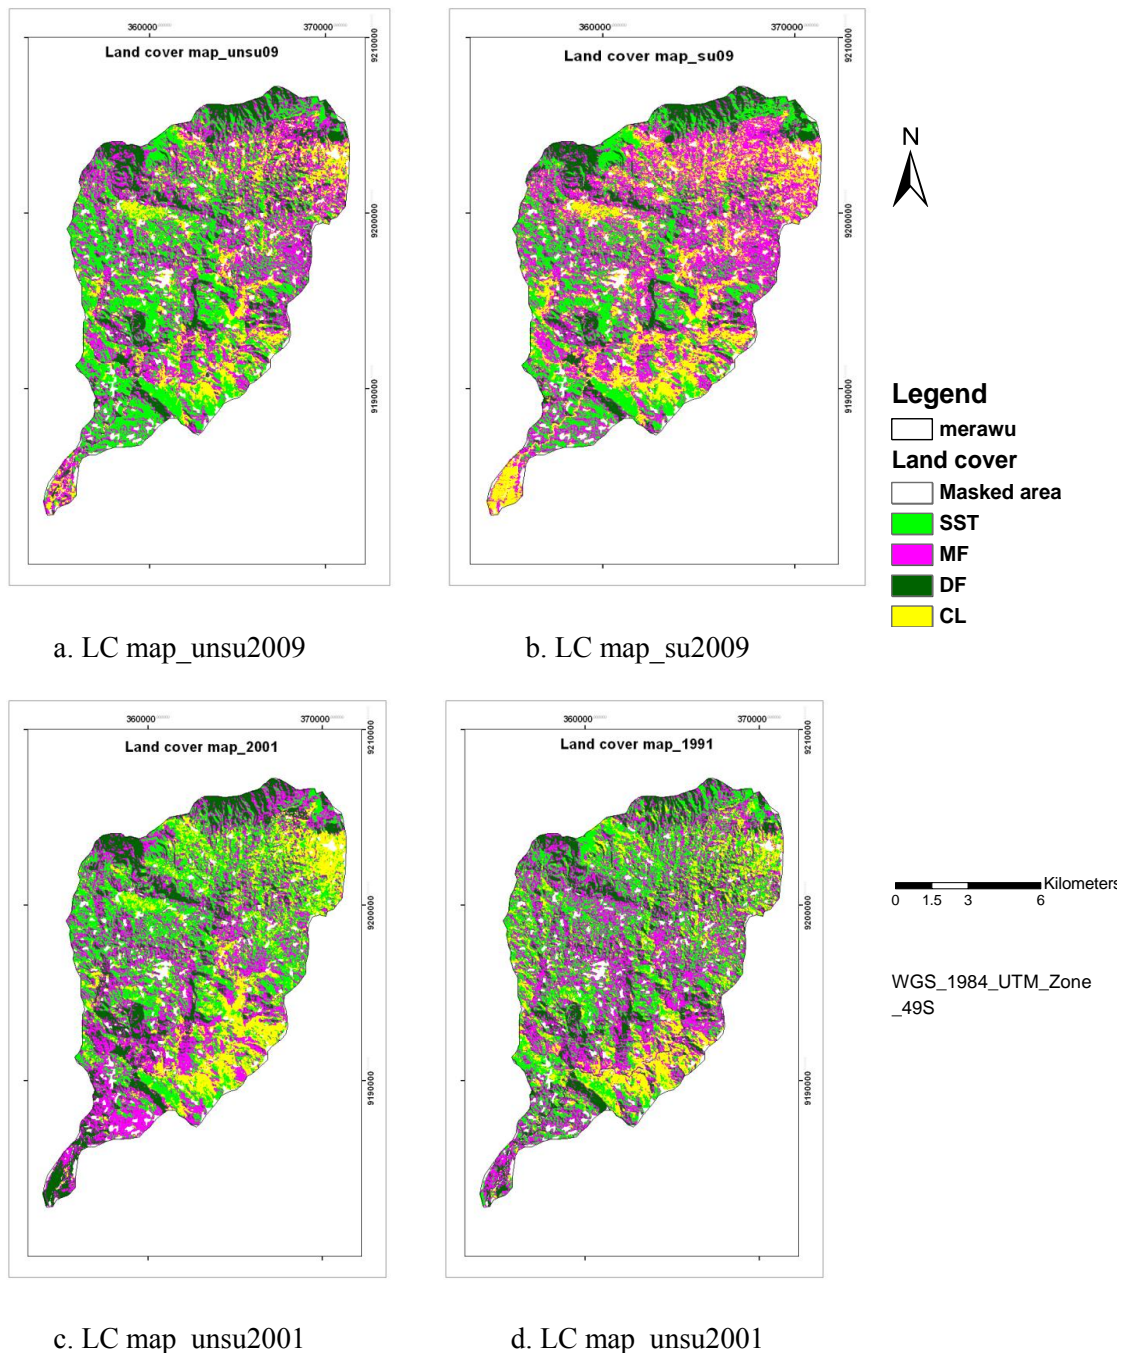 360000 370000
Land cover map_unsu09
9210000
9200000
9190000
a. LC map_unsu2009
360000 370000
Land cover map_su09
9210000
9200000
9190000
b. LC map_su2009
N
Legend
merawu
Land cover
Masked area
SST
MF
DF
CL
360000 370000
Land cover map_2001
9210000
9200000
9190000
c. LC map_unsu2001
360000 370000
Land cover map_1991
9210000
9200000
9190000
d. LC map_unsu2001
Kilometers
0 1.5 3 6
WGS_1984_UTM_Zone
_49S